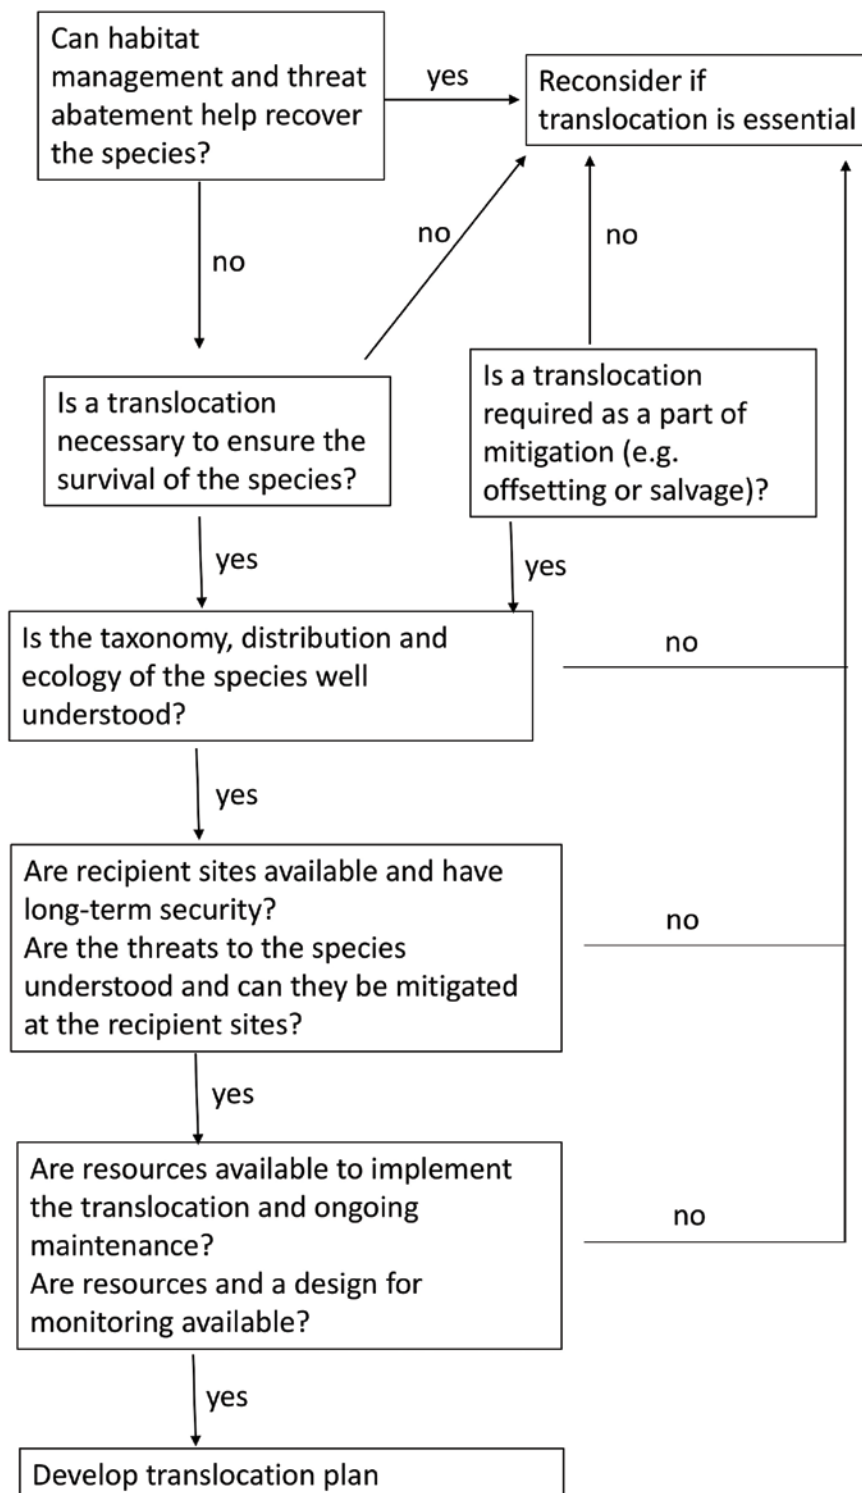 Can habitat
management and threat
abatement help recover
the species?
yes
Reconsider if
translocation is essential
no
no
no
Is a translocation
necessary to ensure the
survival of the species?
Is a translocation
required as a part of
mitigation (e.g.
offsetting or salvage)?
yes
yes
Is the taxonomy, distribution and
ecology of the species well
understood?
no
yes
Are recipient sites available and have
long-term security?
Are the threats to the species
understood and can they be mitigated
at the recipient sites?
no
yes
Are resources available to implement
the translocation and ongoing
maintenance?
Are resources and a design for
monitoring available?
no
yes
Develop translocation plan